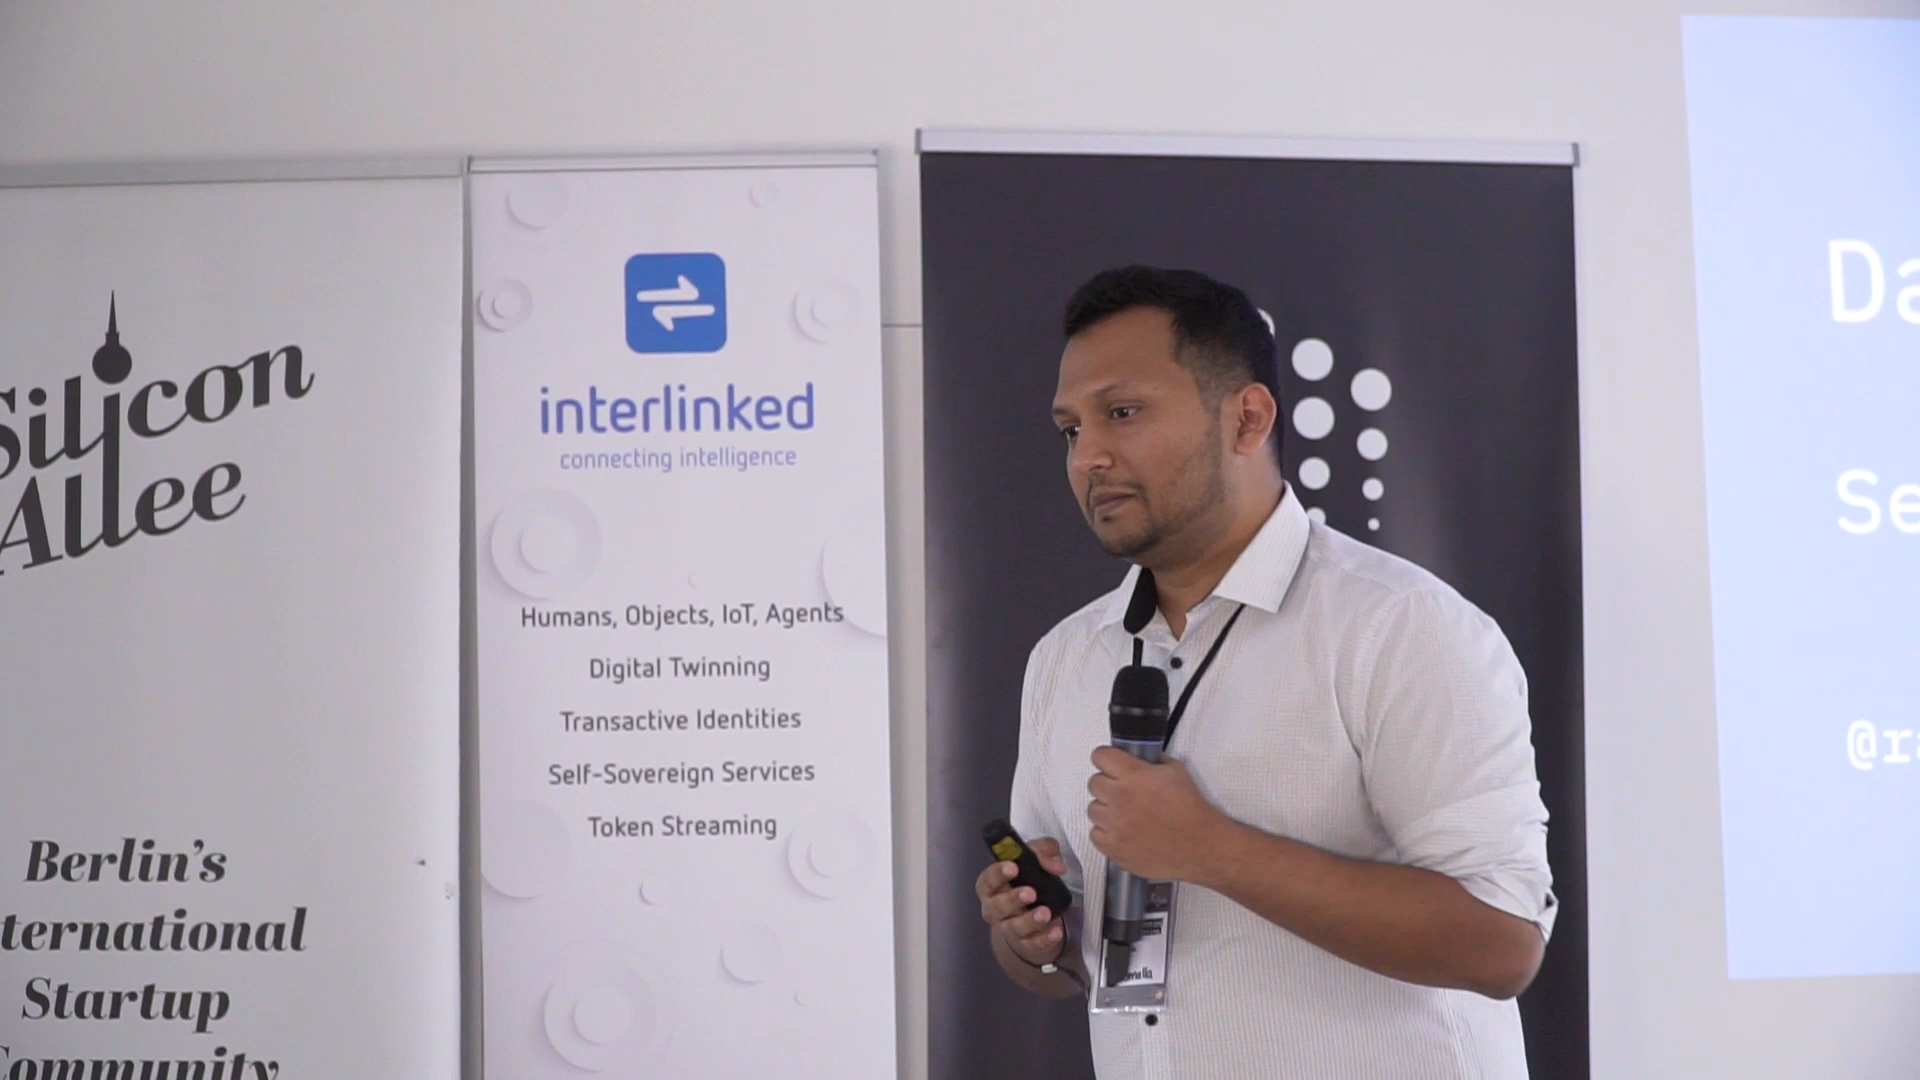 Silicon
Allee
Berlin's
ternational
Startup
Community
interlinked
connecting intelligence
Humans, Objects, IoT, Agents
Digital Twinning
Transactive Identities
Self-Sovereign Services
Token Streaming
Da
Se
@ra